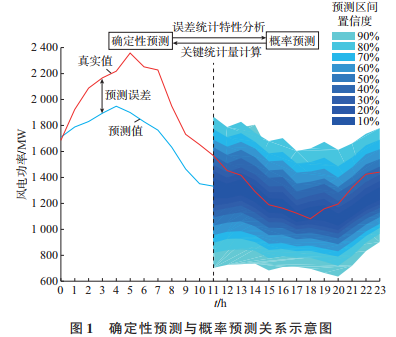 预测区间
置信度
90%
80%
70%
60%
50%
40%
30%
20%
10%
误差统计特性分析
确定性预测
概率预测
关键统计量计算
真实值
预测误差
预测值
风电功率/MW
2 400
2 200
2 000
1 800
1 600
1 400
1 200
1 000
800
600
0 1 2 3 4 5 6 7 8 9 10 11 12 13 14 15 16 17 18 19 20 21 22 23
t/h
图 1 确定性预测与概率预测关系示意图